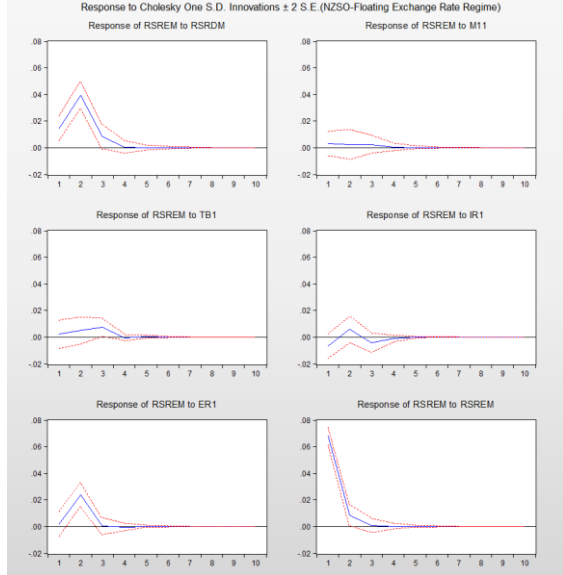 Response to Cholesky One S.D. Innovations ± 2 S.E.(NZSO-Floating Exchange Rate Regime)
Response of RSREM to RSRDM
.08
.06
.04
.02
.00
-.02
1 2 3 4 5 6 7 8 9 10
Response of RSREM to M11
.08
.06
.04
.02
.00
-.02
1 2 3 4 5 6 7 8 9 10
Response of RSREM to TB1
.08
.06
.04
.02
.00
-.02
1 2 3 4 5 6 7 8 9 10
Response of RSREM to IR1
.08
.06
.04
.02
.00
-.02
1 2 3 4 5 6 7 8 9 10
Response of RSREM to ER1
.08
.06
.04
.02
.00
-.02
1 2 3 4 5 6 7 8 9 10
Response of RSREM to RSREM
.08
.06
.04
.02
.00
-.02
1 2 3 4 5 6 7 8 9 10